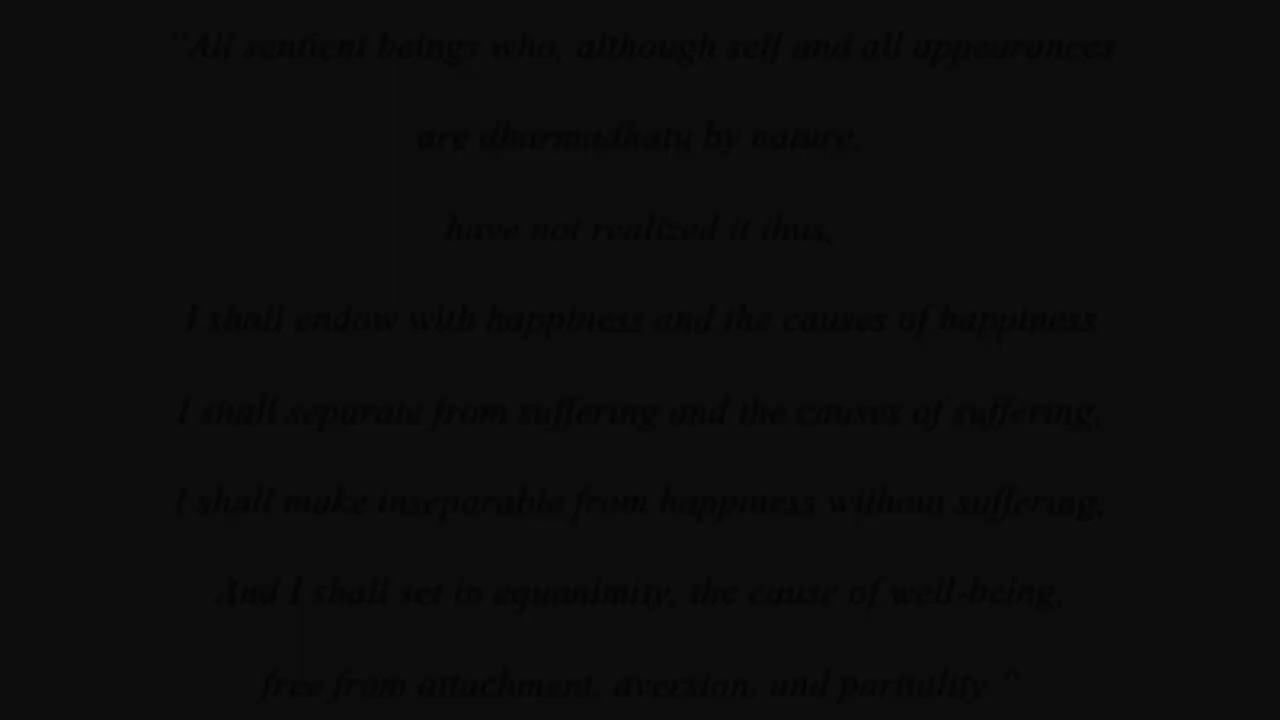 "All sentient beings who, although self and all appearances
are dharmadhatu by nature,
have not realized it thus,
I shall endow with happiness and the causes of happiness
I shall separate from suffering and the causes of suffering,
I shall make inseparable from happiness without suffering,
And I shall set in equanimity, the cause of well-being,
free from attachment, aversion, and partiality."